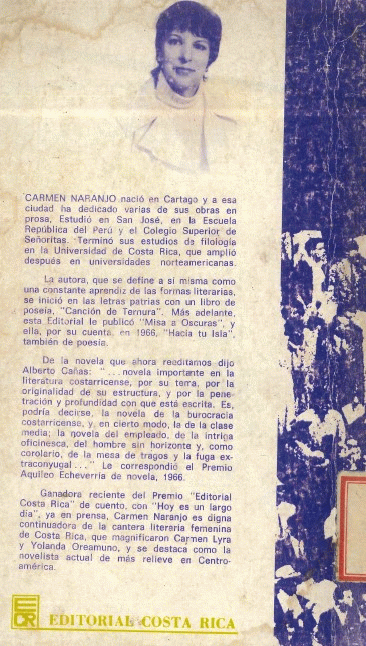 CARMEN NARANJO nació en Cartago y a esa
ciudad ha dedicado varias de sus obras en
prosa, Estudió en San José, en la Escuela
República del Perú y el Colegio Superior de
Señoritas. Terminó sus estudios de filología
en la Universidad de Costa Rica, que amplió
después en universidades norteamericanas.
La autora, que se define a sí misma como
una constante aprendiz de las formas literarias,
se inició en las letras patrias con un libro de
poseía, "Canción de Ternura". Más adelante,
esta Editorial le publicó "Misa a Oscuras", y
ella, por su cuenta, en 1966, "Hacia tu Isla",
también de poesía.
De la novela que ahora reeditamos dijo
Alberto Cañas: "...novela importante en la
literatura costarricense, por su tema, por la
originalidad de su estructura, y por la pene-
tración y profundidad con que está escrita. Es,
podría decirse, la novela de la burocracia
costarricense, y, en cierto modo, la de la clase
media; la novela del empleado, de la intriga
oficinesca, del hombre sin horizonte y, como
corolario, de la mesa de tragos y la fuga ex-
traconyugal..." Le correspondió el Premio
Aquileo Echeverría de novela, 1966.
Ganadora reciente del Premio "Editorial
Costa Rica" de cuento, con "Hoy es un largo
día", ya en prensa, Carmen Naranjo es digna
continuadora de la cantera literaria femenina
de Costa Rica, que magnificaron Carmen Lyra
y Yolanda Oreamuno, y se destaca como la
novelista actual de más relieve en Centro-
américa.
ECR EDITORIAL COSTA RICA